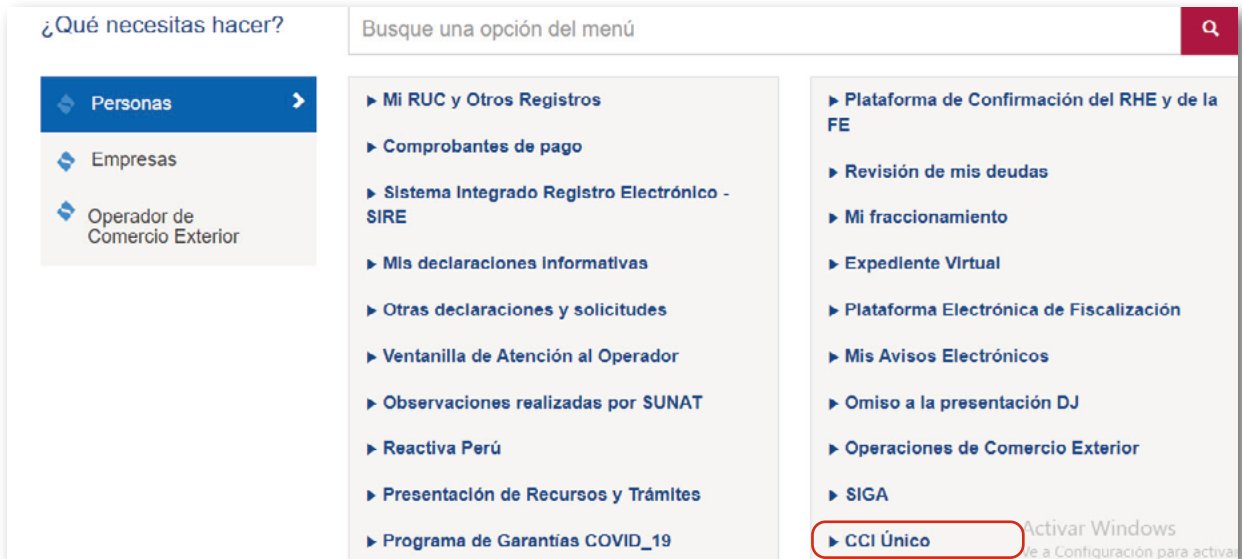 ¿Qué necesitas hacer?
Busque una opción del menú
Personas
Empresas
Operador de
Comercio Exterior
Mi RUC y Otros Registros
Comprobantes de pago
Sistema Integrado Registro Electrónico -
SIRE
Mis declaraciones informativas
Otras declaraciones y solicitudes
Ventanilla de Atención al Operador
Observaciones realizadas por SUNAT
Reactiva Perú
Presentación de Recursos y Trámites
Programa de Garantías COVID_19
Plataforma de Confirmación del RHE y de la
FE
Revisión de mis deudas
Mi fraccionamiento
Expediente Virtual
Plataforma Electrónica de Fiscalización
Mis Avisos Electrónicos
Omiso a la presentación DJ
Operaciones de Comercio Exterior
SIGA
CCI Único
Activar Windows
Ve a Configuración para activar